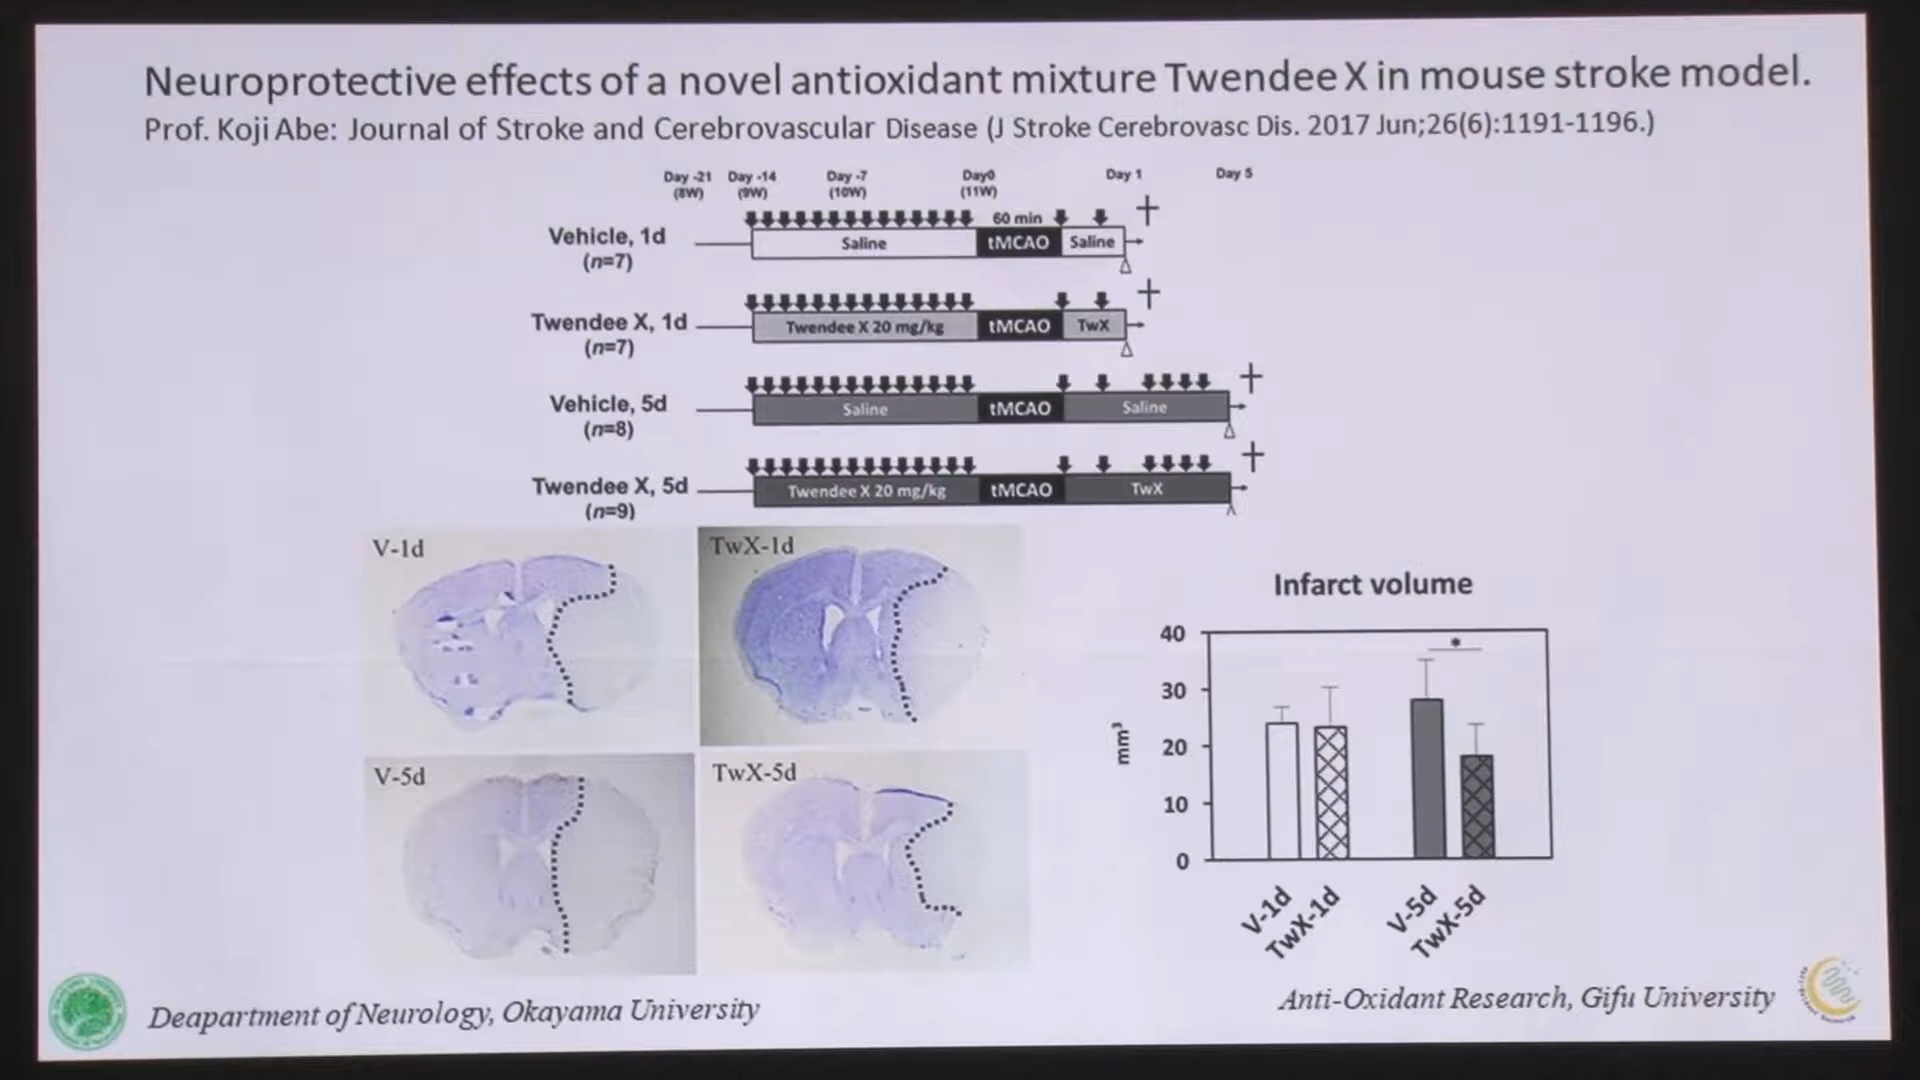 Neuroprotective effects of a novel antioxidant mixture Twendee X in mouse stroke model.
Prof. Koji Abe: Journal of Stroke and Cerebrovascular Disease (J Stroke Cerebrovasc Dis. 2017 Jun;26(6):1191-1196.)
Day -21 Day -14 Day -7 Day0 Day 1 Day 5
(8W) (9W) (10W) (11W)
60 min
Vehicle, 1d Saline tMCAO Saline
(n=7)
Twendee X, 1d Twendee X 20 mg/kg tMCAO TwX
(n=7)
Vehicle, 5d Saline tMCAO Saline
(n=8)
Twendee X, 5d Twendee X 20 mg/kg tMCAO TwX
(n=9)
V-1d TwX-1d
V-5d TwX-5d
Infarct volume
40
*
30
mm³
20
10
0
V-1d TwX-1d V-5d TwX-5d
Deapartment of Neurology, Okayama University
Anti-Oxidant Research, Gifu University